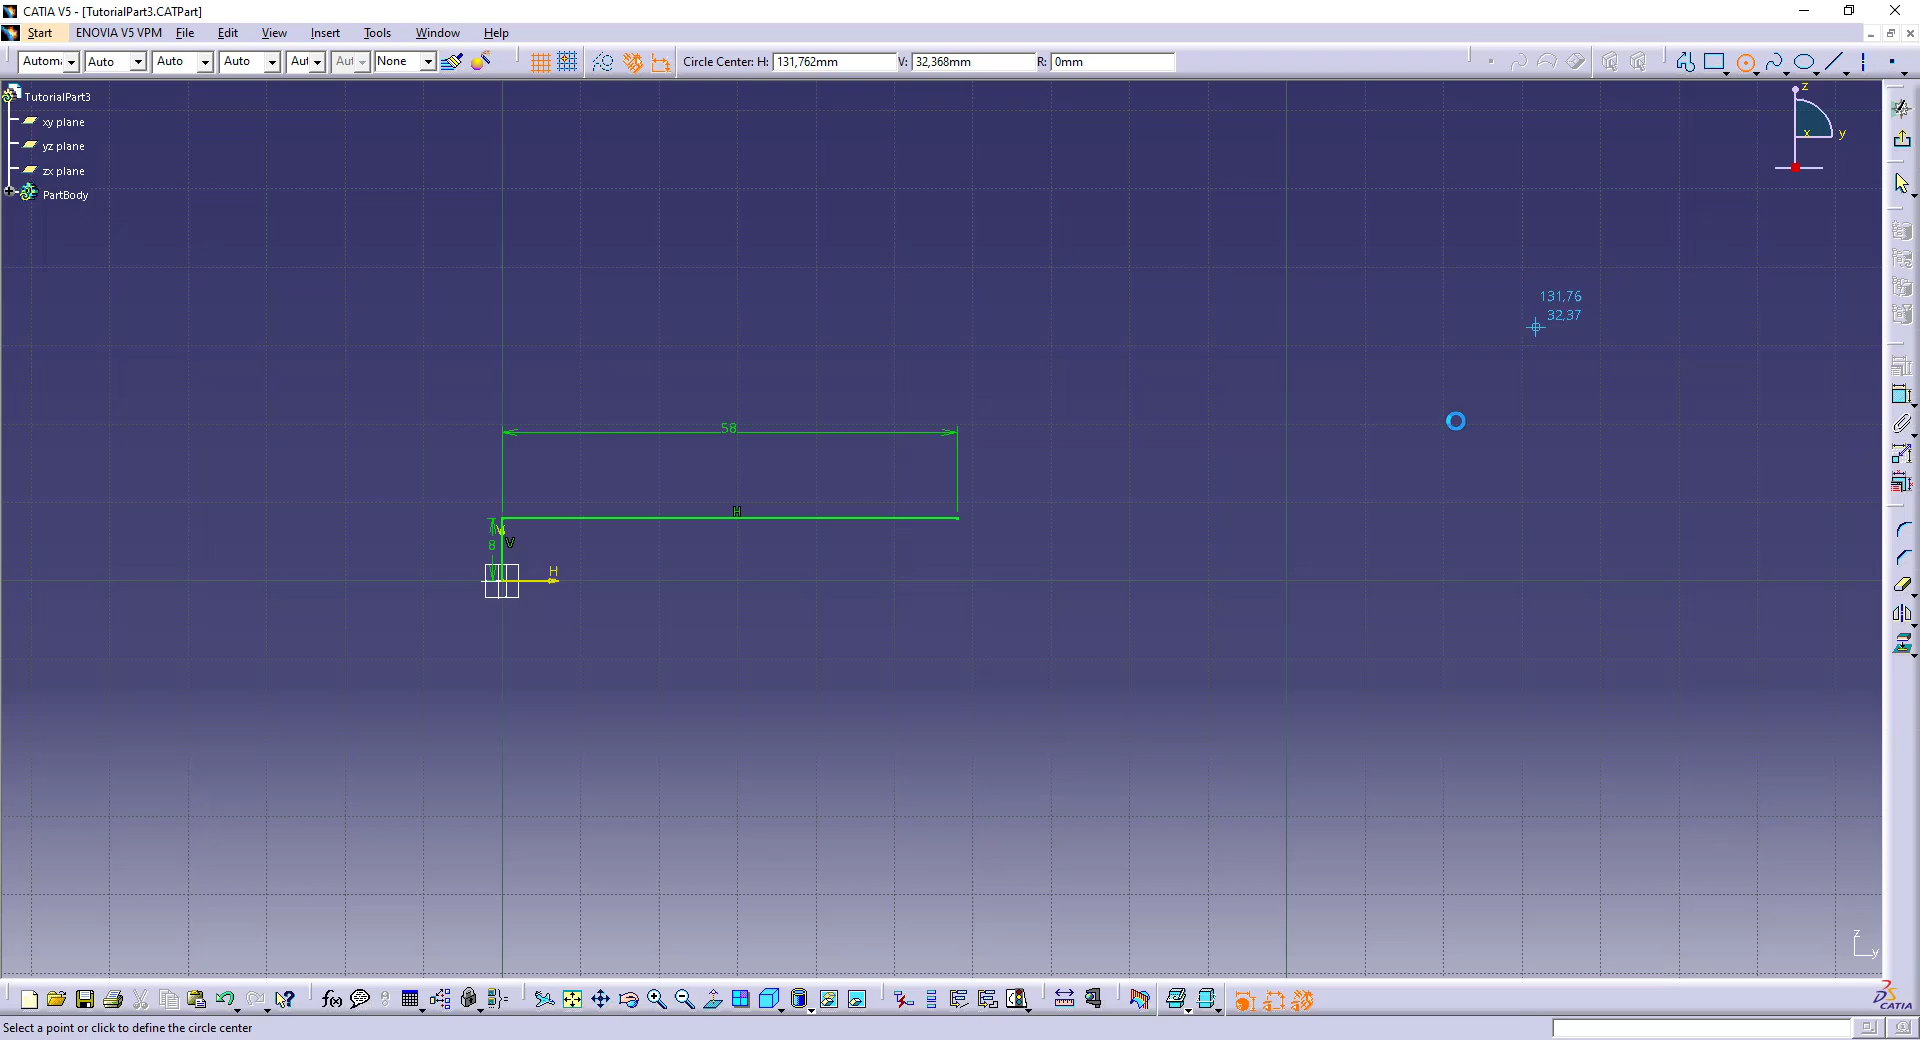 CATIA V5 - [TutorialPart3.CATPart]
Start ENOVIA V5 VPM File Edit View Insert Tools Window Help
Autom Auto Auto Auto Aut Aut None Circle Center: H: 131,762mm V: 32,368mm R: 0mm
TutorialPart3
xy plane
yz plane
zx plane
PartBody
z
x y
131,76
32,37
58
H
V
8 V
H
z
y
f(x)
CATIA
Select a point or click to define the circle center